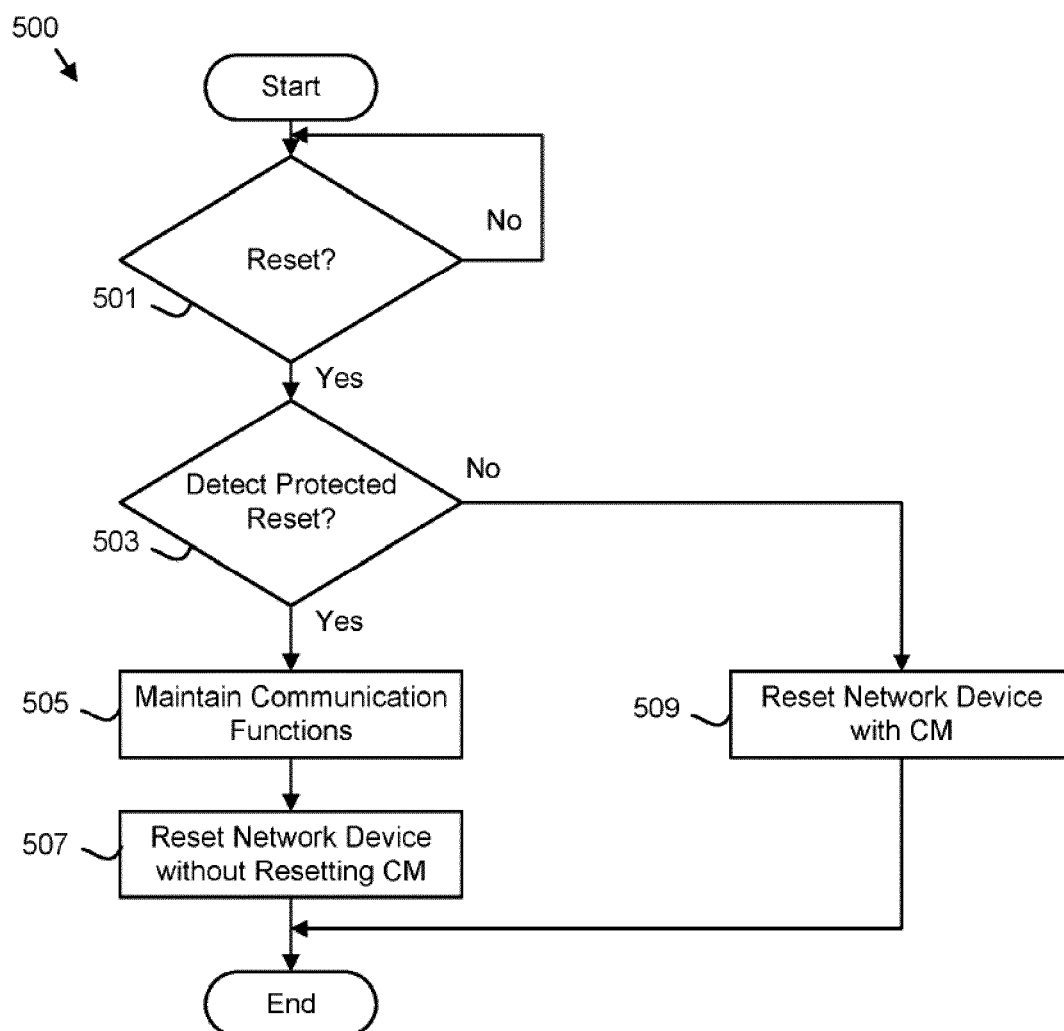 500
Start
No
Reset?
501
Yes
No
Detect Protected
Reset?
503
Yes
505
Maintain Communication
Functions
509
Reset Network Device
with CM
507
Reset Network Device
without Resetting CM
End